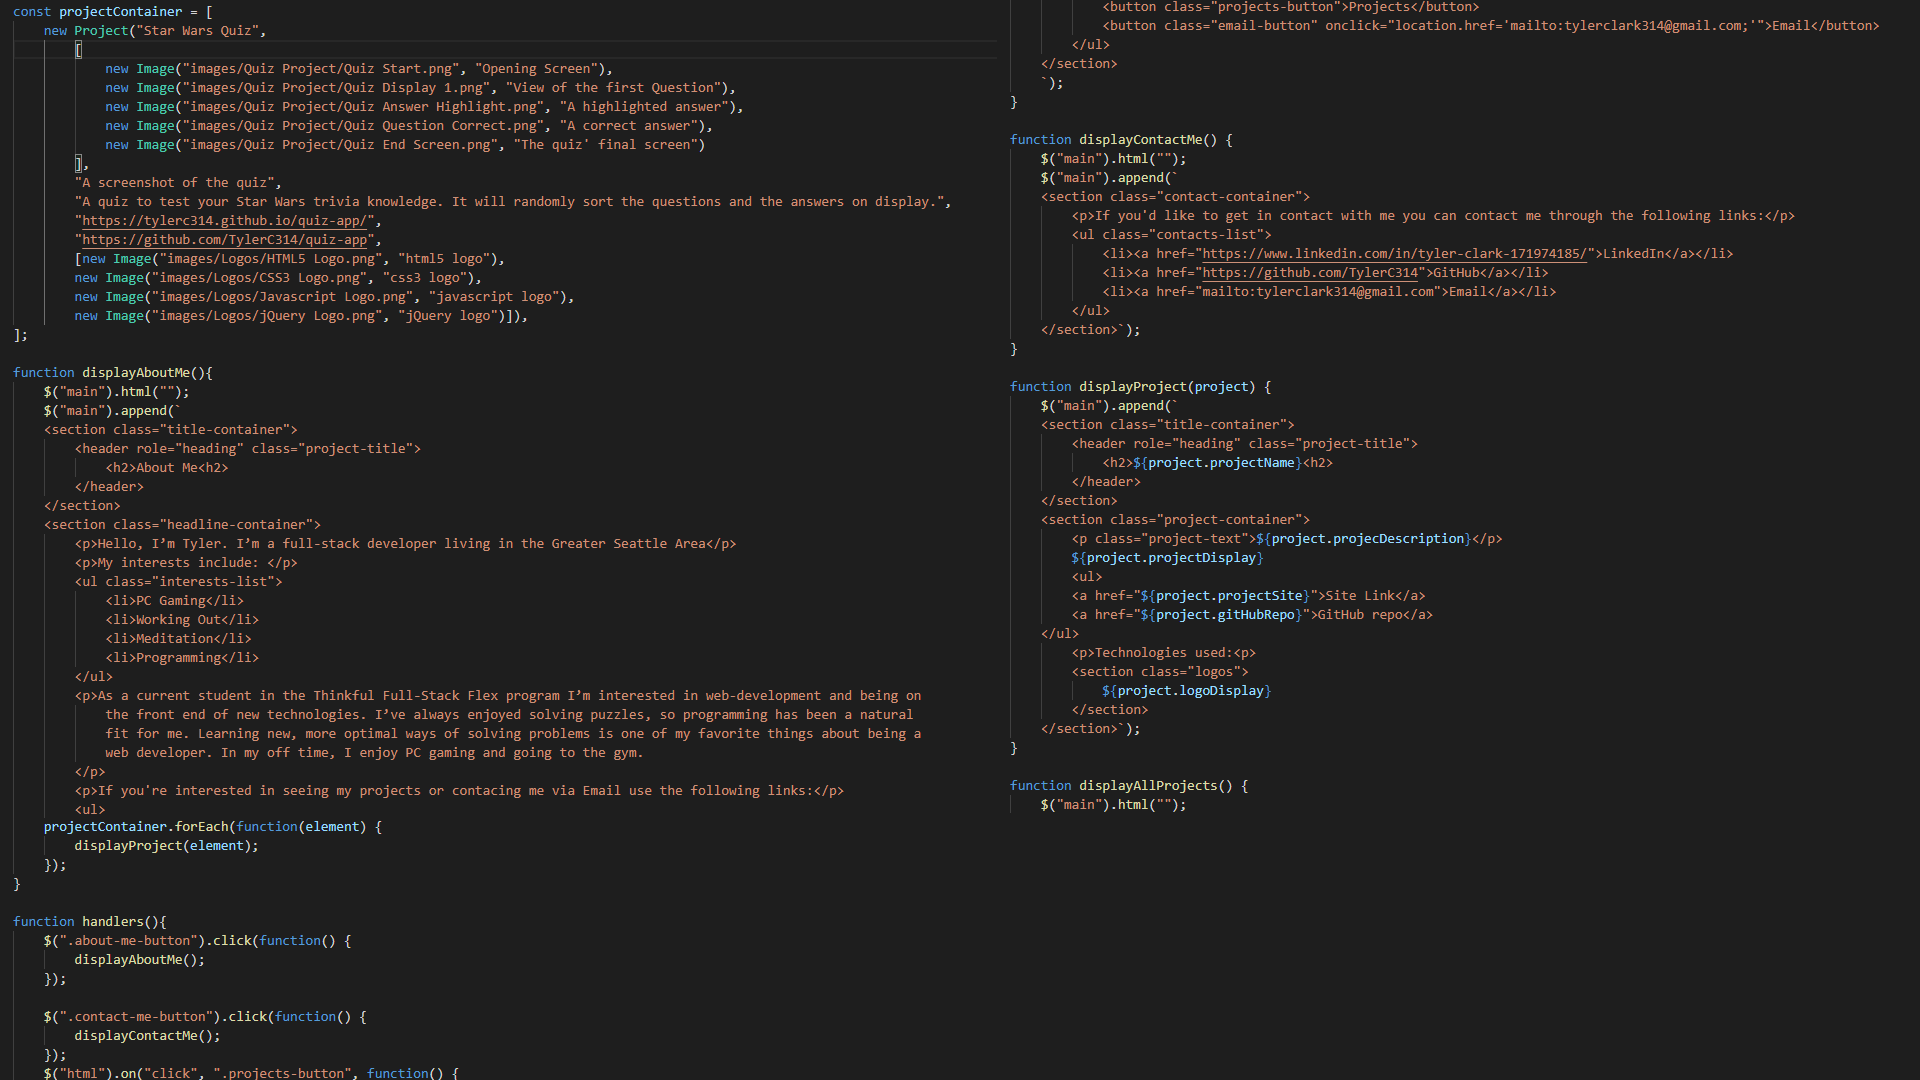 const projectContainer = [
    new Project("Star Wars Quiz",
        [
            new Image("images/Quiz Project/Quiz Start.png", "Opening Screen"),
            new Image("images/Quiz Project/Quiz Display 1.png", "View of the first Question"),
            new Image("images/Quiz Project/Quiz Answer Highlight.png", "A highlighted answer"),
            new Image("images/Quiz Project/Quiz Question Correct.png", "A correct answer"),
            new Image("images/Quiz Project/Quiz End Screen.png", "The quiz' final screen")
        ],
        "A screenshot of the quiz",
        "A quiz to test your Star Wars trivia knowledge. It will randomly sort the questions and the answers on display.",
        "https://tylerc314.github.io/quiz-app/",
        "https://github.com/TylerC314/quiz-app",
        [new Image("images/Logos/HTML5 Logo.png", "html5 logo"),
        new Image("images/Logos/CSS3 Logo.png", "css3 logo"),
        new Image("images/Logos/Javascript Logo.png", "javascript logo"),
        new Image("images/Logos/jQuery Logo.png", "jQuery logo")]),
];
function displayAboutMe(){
    $("main").html("");
    $("main").append(`
    <section class="title-container">
        <header role="heading" class="project-title">
            <h2>About Me<h2>
        </header>
    </section>
    <section class="headline-container">
        <p>Hello, I’m Tyler. I’m a full-stack developer living in the Greater Seattle Area</p>
        <p>My interests include: </p>
        <ul class="interests-list">
            <li>PC Gaming</li>
            <li>Working Out</li>
            <li>Meditation</li>
            <li>Programming</li>
        </ul>
        <p>As a current student in the Thinkful Full-Stack Flex program I’m interested in web-development and being on
            the front end of new technologies. I’ve always enjoyed solving puzzles, so programming has been a natural
            fit for me. Learning new, more optimal ways of solving problems is one of my favorite things about being a
            web developer. In my off time, I enjoy PC gaming and going to the gym.
        </p>
        <p>If you're interested in seeing my projects or contacing me via Email use the following links:</p>
        <ul>
    projectContainer.forEach(function(element) {
        displayProject(element);
    });
}
function handlers(){
    $(".about-me-button").click(function() {
        displayAboutMe();
    });
    $(".contact-me-button").click(function() {
        displayContactMe();
    });
    $("html").on("click", ".projects-button", function() {
            <button class="projects-button">Projects</button>
            <button class="email-button" onclick="location.href='mailto:tylerclark314@gmail.com;'">Email</button>
        </ul>
    </section>
    `);
}
function displayContactMe() {
    $("main").html("");
    $("main").append(`
    <section class="contact-container">
        <p>If you'd like to get in contact with me you can contact me through the following links:</p>
        <ul class="contacts-list">
            <li><a href="https://www.linkedin.com/in/tyler-clark-171974185/">LinkedIn</a></li>
            <li><a href="https://github.com/TylerC314">GitHub</a></li>
            <li><a href="mailto:tylerclark314@gmail.com">Email</a></li>
        </ul>
    </section>`);
}
function displayProject(project) {
    $("main").append(`
    <section class="title-container">
        <header role="heading" class="project-title">
            <h2>${project.projectName}<h2>
        </header>
    </section>
    <section class="project-container">
        <p class="project-text">${project.projecDescription}</p>
        ${project.projectDisplay}
        <ul>
        <a href="${project.projectSite}">Site Link</a>
        <a href="${project.gitHubRepo}">GitHub repo</a>
    </ul>
        <p>Technologies used:<p>
        <section class="logos">
            ${project.logoDisplay}
        </section>
    </section>`);
}
function displayAllProjects() {
    $("main").html("");